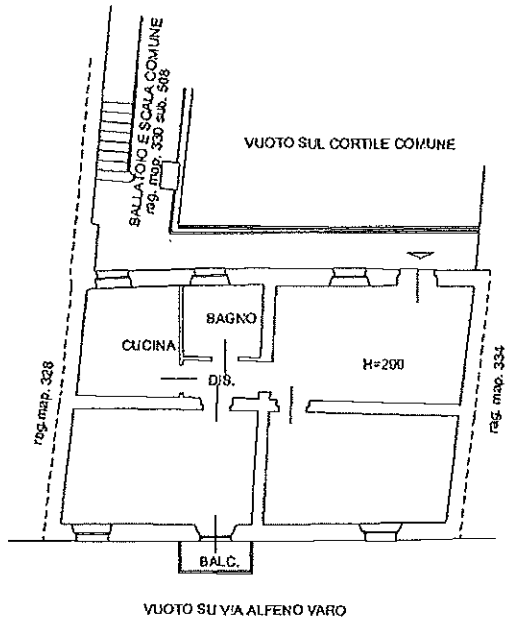 BALLATOIO E SCALA COMUNE
rag. map. 330 sub. 508
VUOTO SUL CORTILE COMUNE
BAGNO
CUCINA
DIS.
H=200
rag. map. 328
rag. map. 334
BALC.
VUOTO SU VIA ALFENO VARO